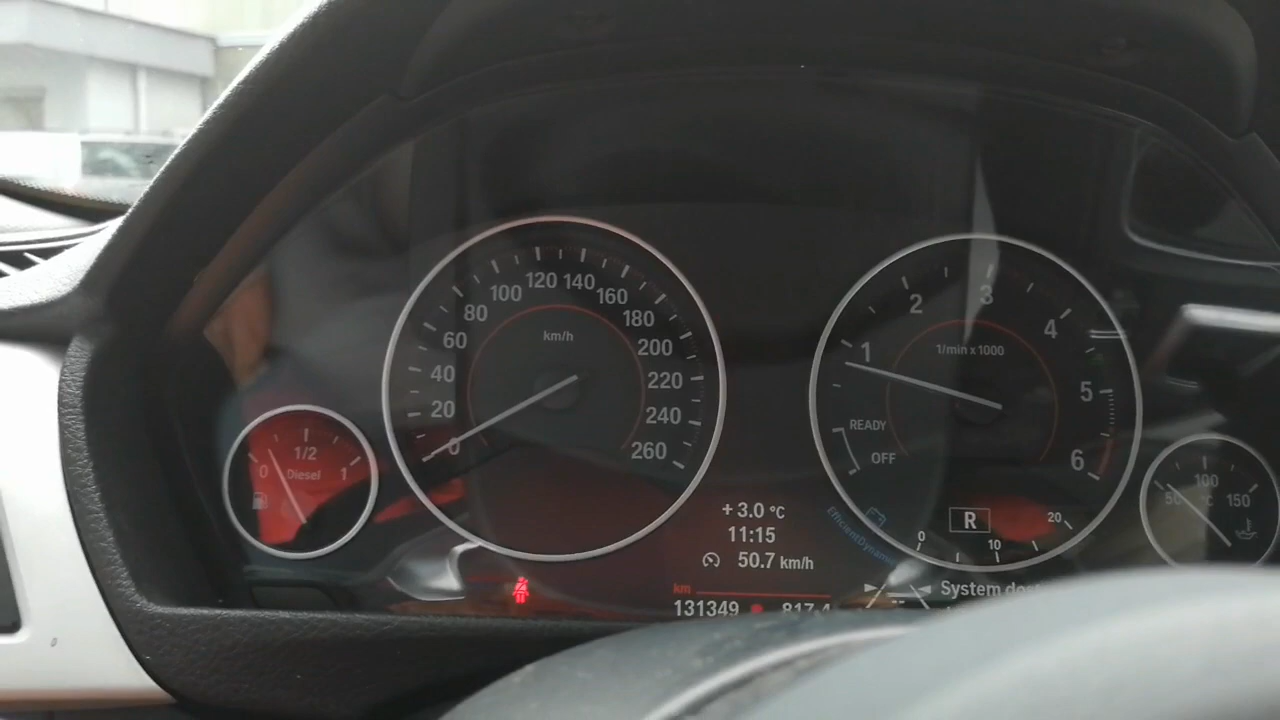 0 20 40 60 80 100 120 140 160 180 200 220 240 260
km/h
1 2 3 4 5 6
1/min x 1000
READY
OFF
0 1/2 1
Diesel
50 100 150
°C
+ 3.0 °C
11:15
50.7 km/h
km
131349 817.4
R
0 10 20
System